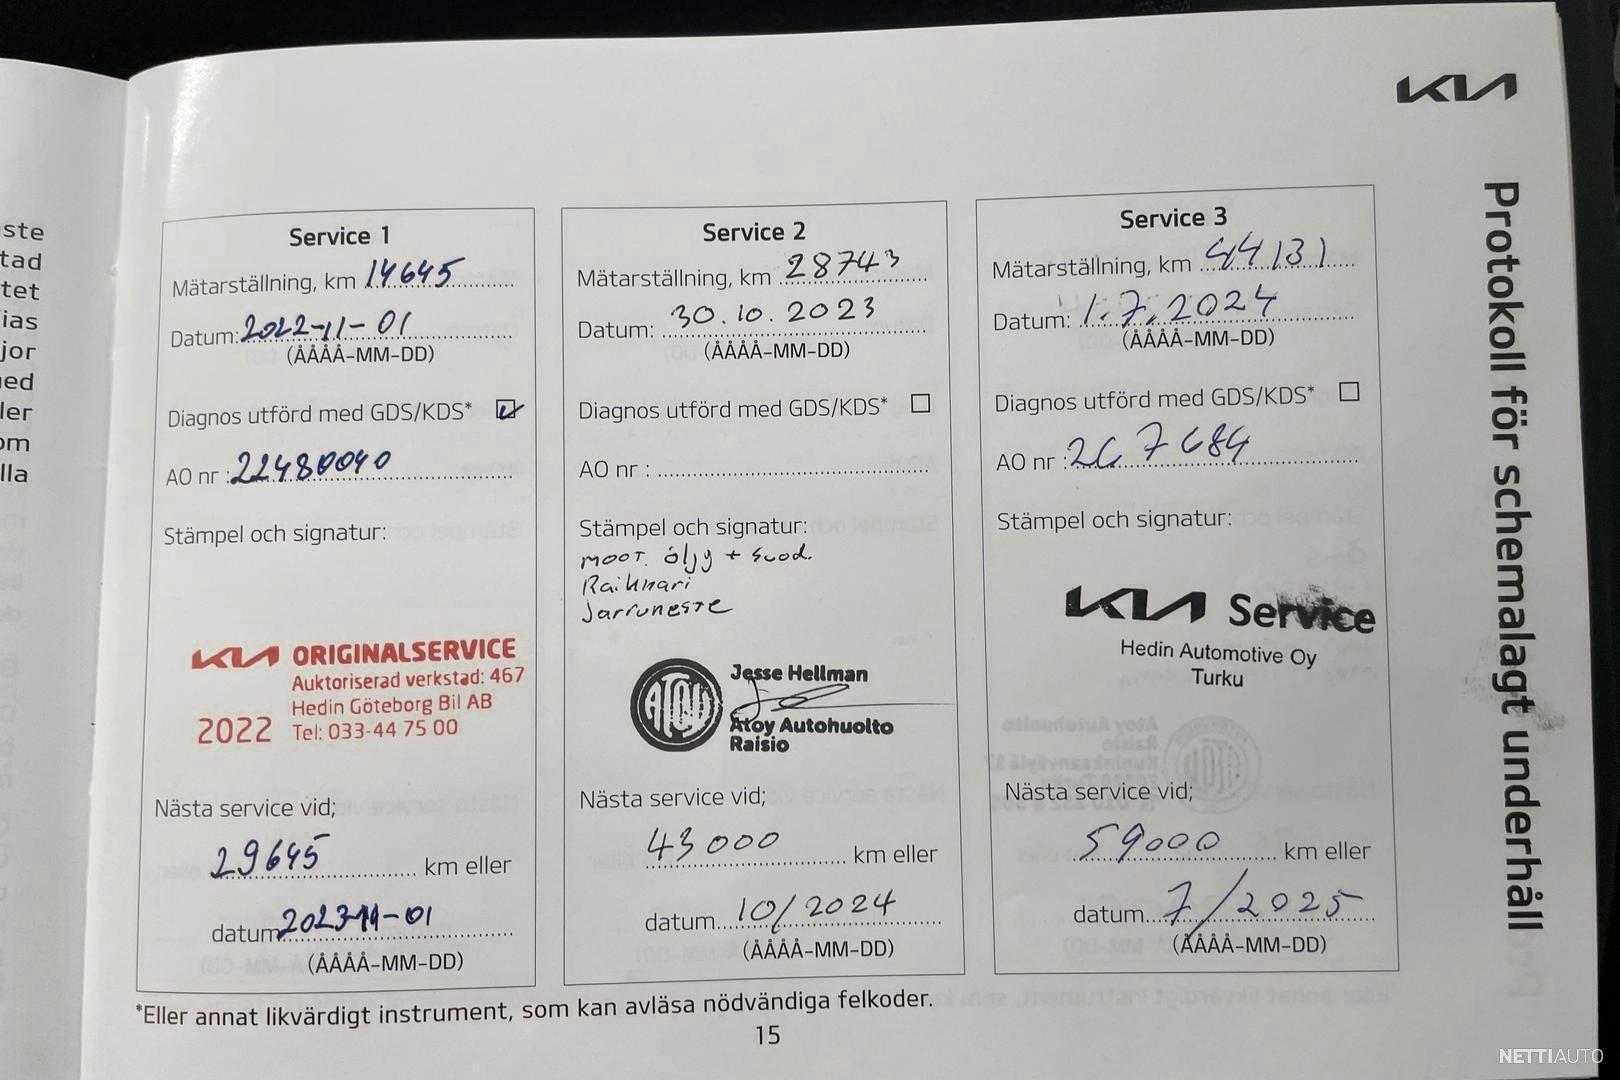 ste
tad
tet
ias
jor
ned
ler
om
lla
KIA
Protokoll för schemalagt underhåll
Service 1
Mätarställning, km 14645
Datum: 2022-11-01
(ÅÅÅÅ-MM-DD)
Diagnos utförd med GDS/KDS*
AO nr : 22480040
Stämpel och signatur:
KIA ORIGINALSERVICE
Auktoriserad verkstad: 467
Hedin Göteborg Bil AB
2022 Tel: 033-44 75 00
Nästa service vid;
29645 km eller
datum 2023-11-01
(ÅÅÅÅ-MM-DD)
Service 2
Mätarställning, km 28743
Datum: 30.10.2023
(ÅÅÅÅ-MM-DD)
Diagnos utförd med GDS/KDS*
AO nr :
Stämpel och signatur:
moot. öljy + suod.
Raikhari
Jarruneste
ATOY
Jesse Hellman
Atoy Autohuolto
Raisio
Nästa service vid;
43000 km eller
datum 10/2024
(ÅÅÅÅ-MM-DD)
Service 3
Mätarställning, km 44131
Datum: 1.7.2024
(ÅÅÅÅ-MM-DD)
Diagnos utförd med GDS/KDS*
AO nr :
Stämpel och signatur:
KIA Service
Hedin Automotive Oy
Turku
Nästa service vid;
59000 km eller
datum 7/2025
(ÅÅÅÅ-MM-DD)
*Eller annat likvärdigt instrument, som kan avläsa nödvändiga felkoder.
15
NETTIAUTO